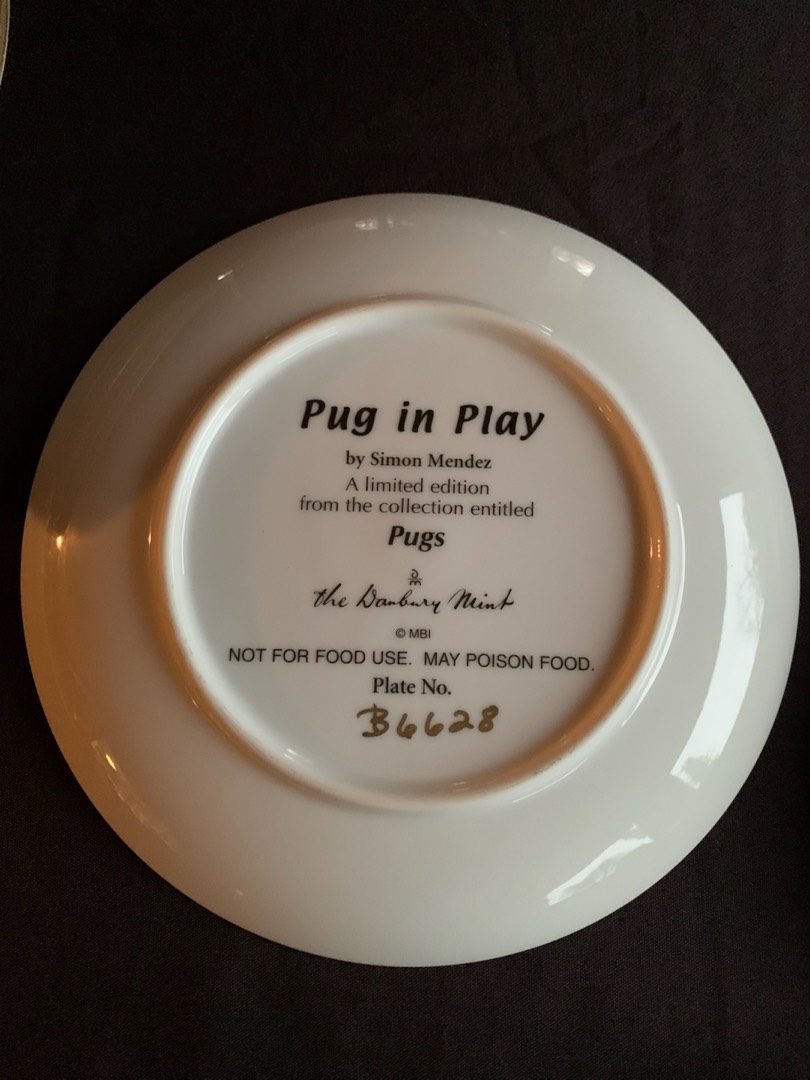 Pug in Play
by Simon Mendez
A limited edition
from the collection entitled
Pugs
the Danbury Mint
© MBI
NOT FOR FOOD USE. MAY POISON FOOD.
Plate No.
B6628